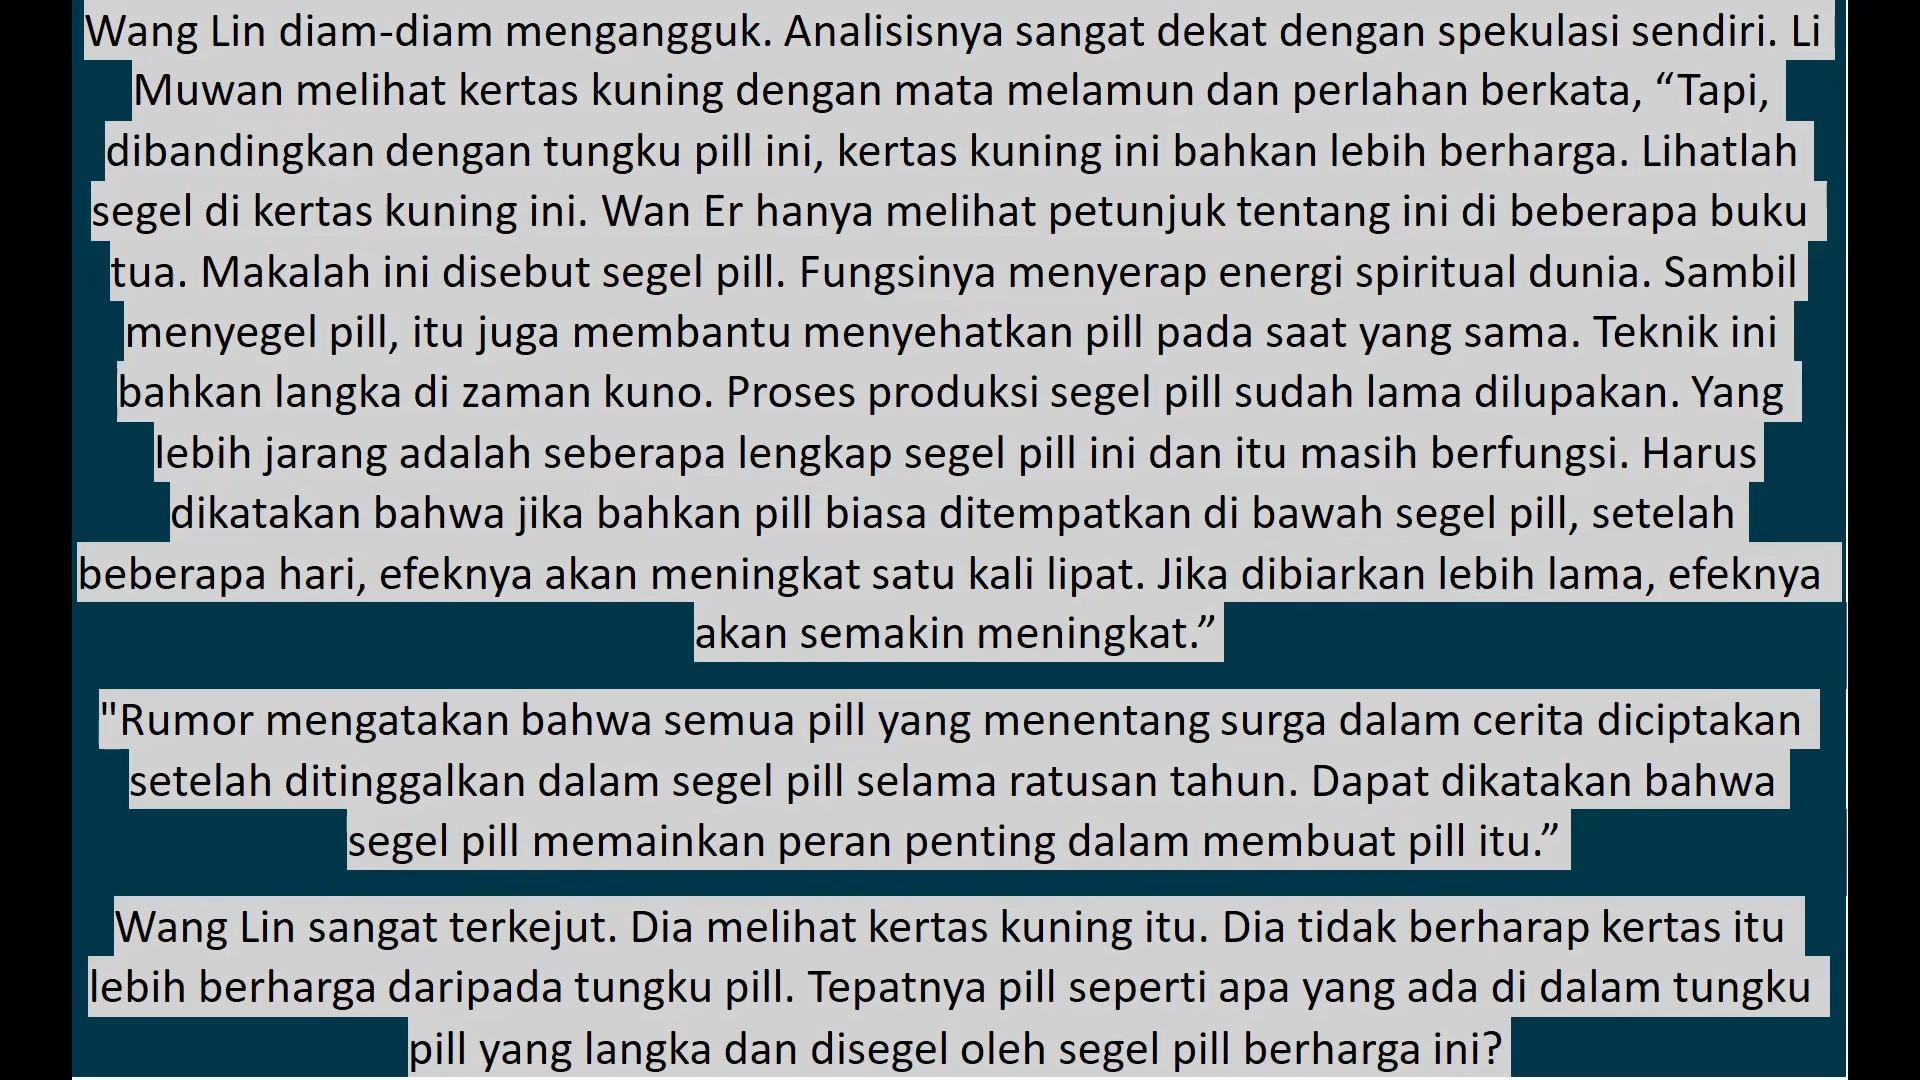 Wang Lin diam-diam mengangguk. Analisisnya sangat dekat dengan spekulasi sendiri. Li
Muwan melihat kertas kuning dengan mata melamun dan perlahan berkata, “Tapi,
dibandingkan dengan tungku pill ini, kertas kuning ini bahkan lebih berharga. Lihatlah
segel di kertas kuning ini. Wan Er hanya melihat petunjuk tentang ini di beberapa buku
tua. Makalah ini disebut segel pill. Fungsinya menyerap energi spiritual dunia. Sambil
menyegel pill, itu juga membantu menyehatkan pill pada saat yang sama. Teknik ini
bahkan langka di zaman kuno. Proses produksi segel pill sudah lama dilupakan. Yang
lebih jarang adalah seberapa lengkap segel pill ini dan itu masih berfungsi. Harus
dikatakan bahwa jika bahkan pill biasa ditempatkan di bawah segel pill, setelah
beberapa hari, efeknya akan meningkat satu kali lipat. Jika dibiarkan lebih lama, efeknya
akan semakin meningkat.”
"Rumor mengatakan bahwa semua pill yang menentang surga dalam cerita diciptakan
setelah ditinggalkan dalam segel pill selama ratusan tahun. Dapat dikatakan bahwa
segel pill memainkan peran penting dalam membuat pill itu.”
Wang Lin sangat terkejut. Dia melihat kertas kuning itu. Dia tidak berharap kertas itu
lebih berharga daripada tungku pill. Tepatnya pill seperti apa yang ada di dalam tungku
pill yang langka dan disegel oleh segel pill berharga ini?